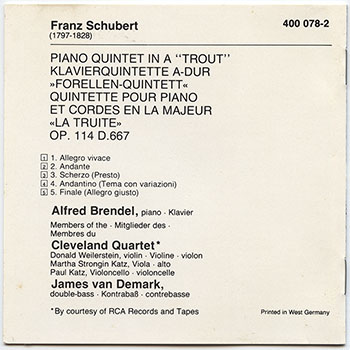 Franz Schubert 400 078-2
(1797-1828)
PIANO QUINTET IN A ‘‘TROUT’’
KLAVIERQUINTETTE A-DUR
»FORELLEN-QUINTETT«
QUINTETTE POUR PIANO
ET CORDES EN LA MAJEUR
«LA TRUITE»
OP. 114 D.667
1 1. Allegro vivace
2 2. Andante
3 3. Scherzo (Presto)
4 4. Andantino (Tema con variazioni)
5 5. Finale (Allegro giusto)
Alfred Brendel, piano · Klavier
Members of the · Mitglieder des ·
Membres du
Cleveland Quartet*
Donald Weilerstein, violin · Violine · violon
Martha Strongin Katz, Viola · alto
Paul Katz, Violoncello · violoncelle
James van Demark,
double-bass · Kontrabaß · contrebasse
*By courtesy of RCA Records and Tapes
Printed in West Germany